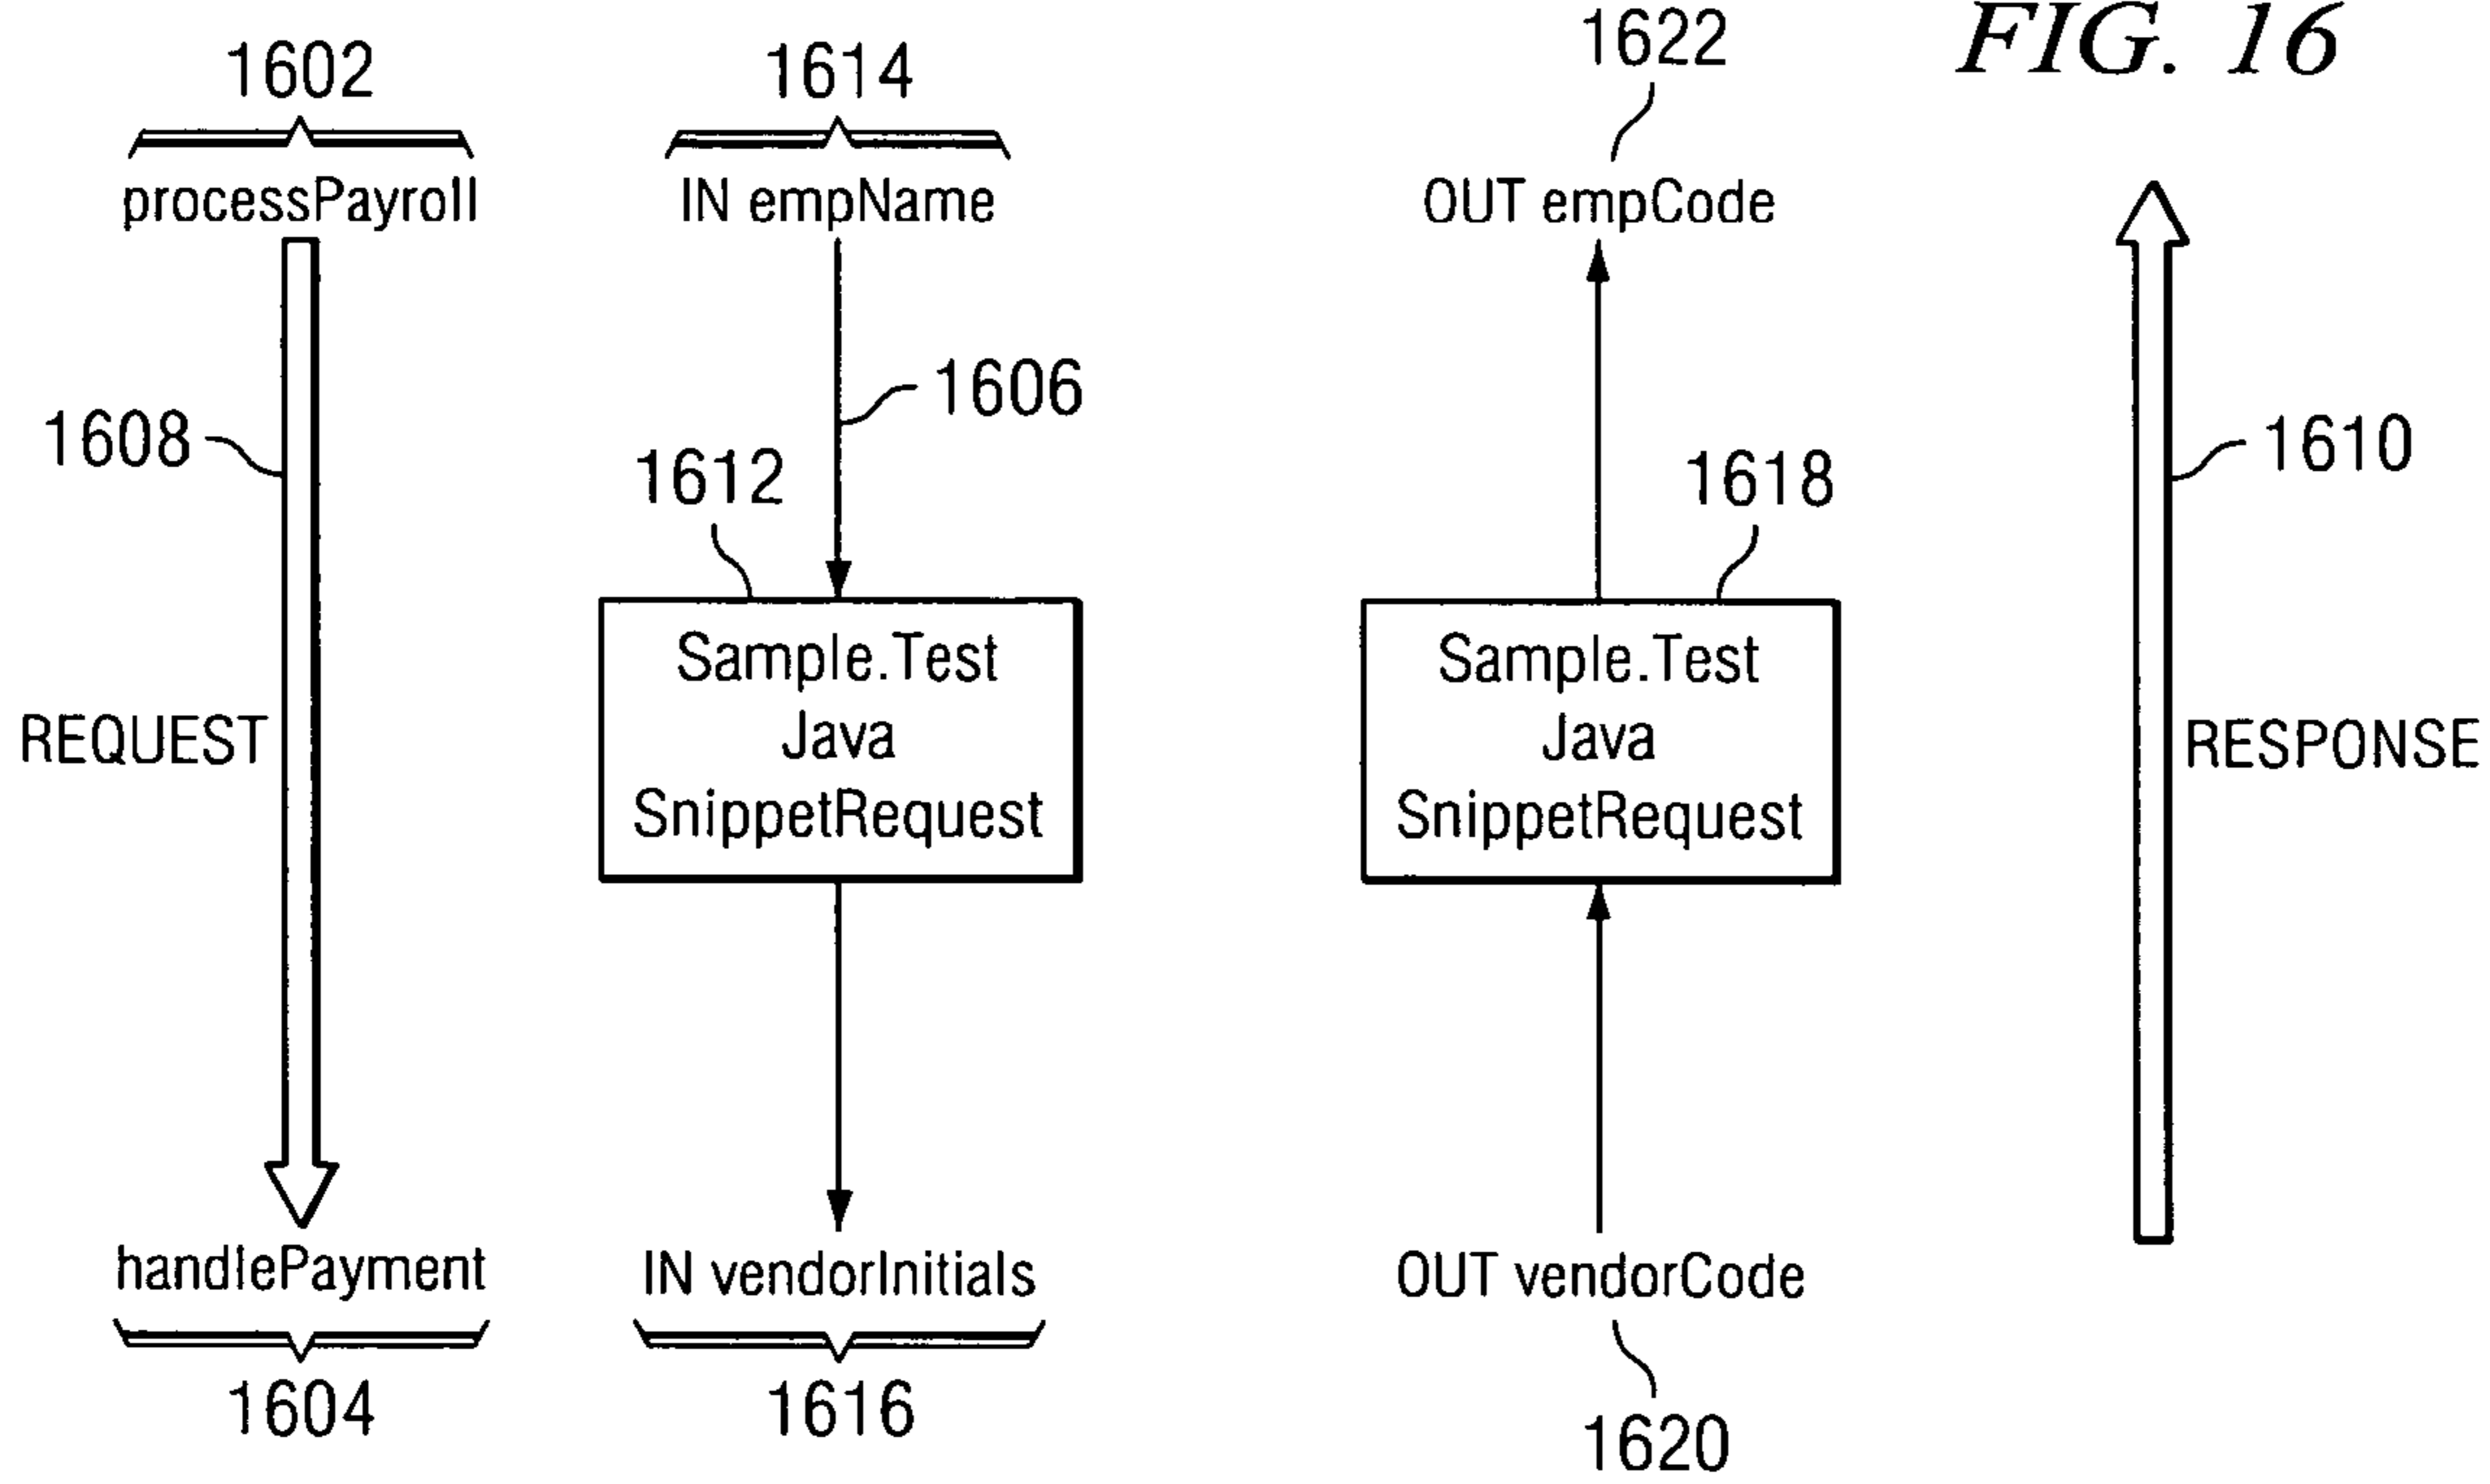 FIG. 16
1602
1614
1622
processPayroll
IN empName
OUT empCode
1606
1608
1610
1612
1618
REQUEST
Sample.Test
Java
SnippetRequest
Sample.Test
Java
SnippetRequest
RESPONSE
handlePayment
IN vendorInitials
OUT vendorCode
1604
1616
1620